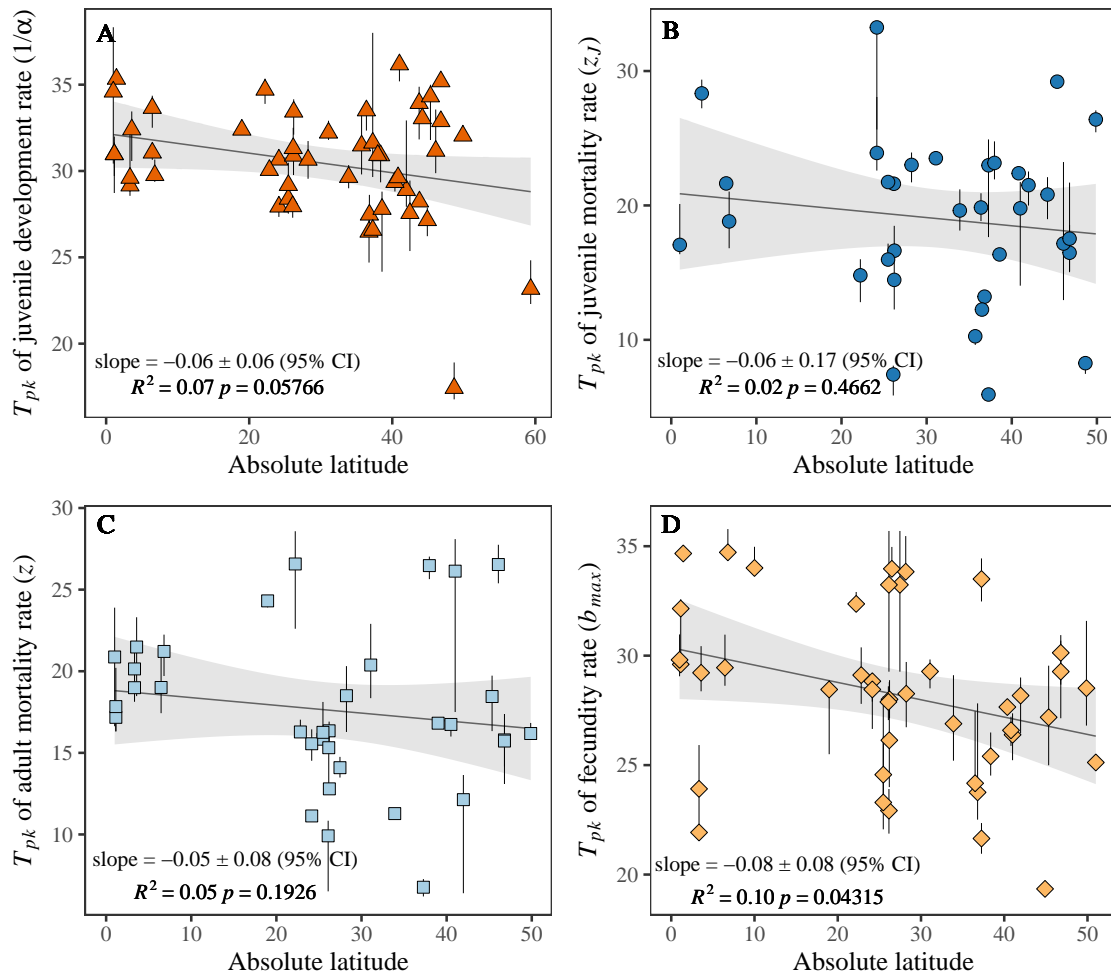 A
T_pk of juvenile development rate (1/α)
35
30
25
20
slope = −0.06 ± 0.06 (95% CI)
R² = 0.07 p = 0.05766
0 20 40 60
Absolute latitude
B
T_pk of juvenile mortality rate (z_J)
30
20
10
slope = −0.06 ± 0.17 (95% CI)
R² = 0.02 p = 0.4662
0 10 20 30 40 50
Absolute latitude
C
T_pk of adult mortality rate (z)
30
25
20
15
10
slope = −0.05 ± 0.08 (95% CI)
R² = 0.05 p = 0.1926
0 10 20 30 40 50
Absolute latitude
D
T_pk of fecundity rate (b_max)
35
30
25
20
slope = −0.08 ± 0.08 (95% CI)
R² = 0.10 p = 0.04315
0 10 20 30 40 50
Absolute latitude